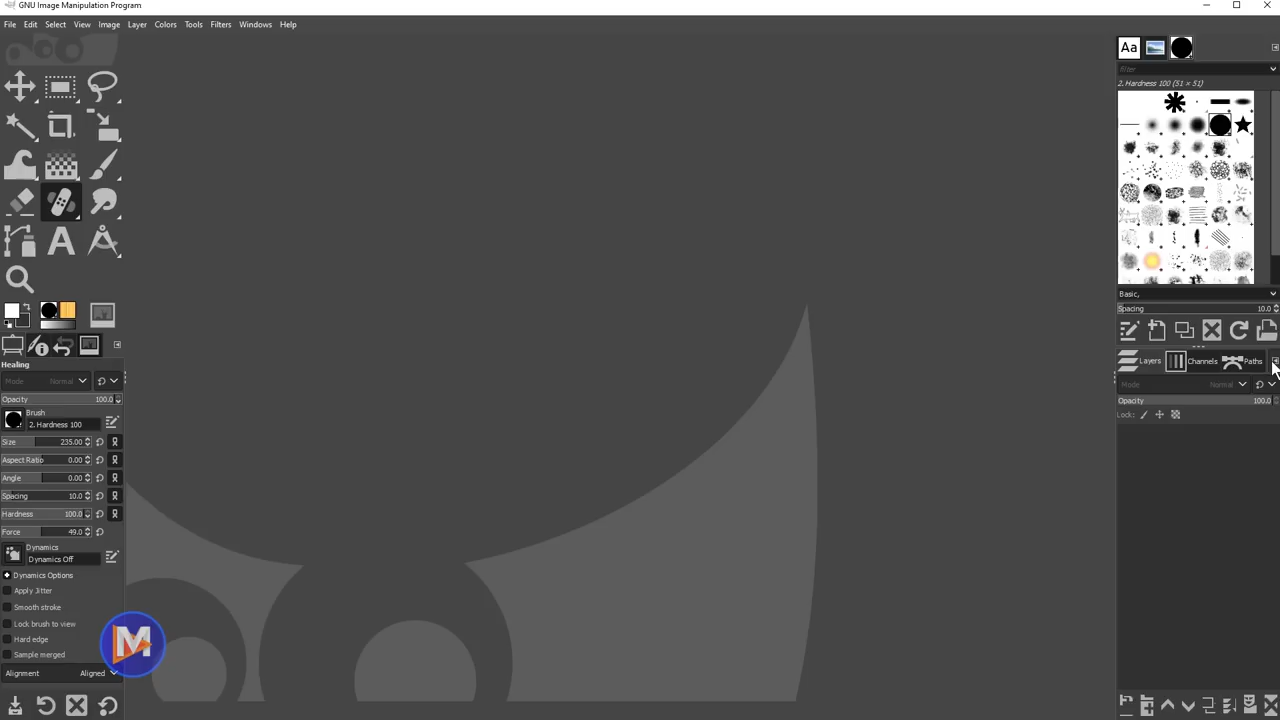 GNU Image Manipulation Program
File Edit Select View Image Layer Colors Tools Filters Windows Help
Aa
filter
2. Hardness 100 (51 × 51)
Basic,
Spacing 10.0
Layers Channels Paths
Mode Normal
Opacity 100.0
Lock:
Healing
Mode Normal
Opacity 100.0
Brush
2. Hardness 100
Size 235.00
Aspect Ratio 0.00
Angle 0.00
Spacing 10.0
Hardness 100.0
Force 49.0
Dynamics
Dynamics Off
Dynamics Options
Apply Jitter
Smooth stroke
Lock brush to view
Hard edge
Sample merged
Alignment Aligned
M